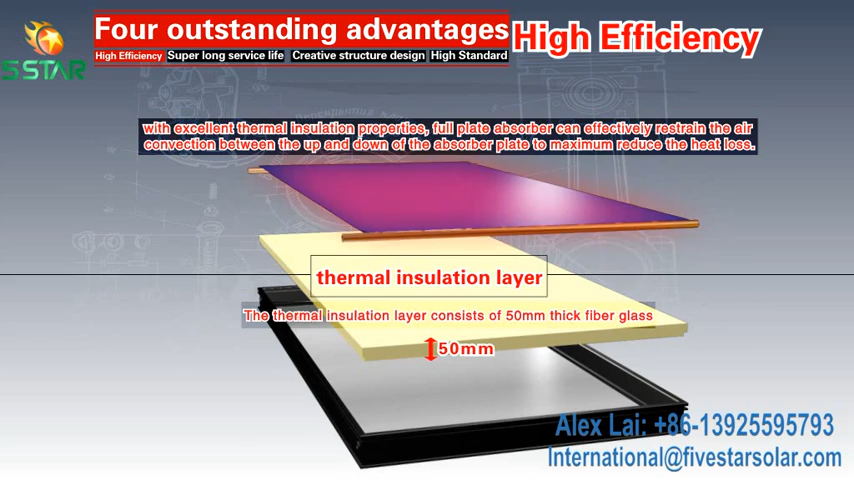 Four outstanding advantages
High Efficiency
5 STAR
High Efficiency Super long service life Creative structure design High Standard
with excellent thermal insulation properties, full plate absorber can effectively restrain the air
convection between the up and down of the absorber plate to maximum reduce the heat loss.
thermal insulation layer
The thermal insulation layer consists of 50mm thick fiber glass
50mm
Alex Lai: +86-13925595793
International@fivestarsolar.com